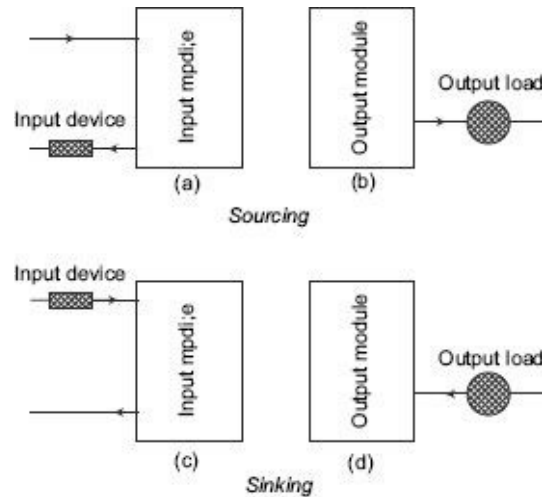 Input device
Input mpdi;e
(a)
Output module
Output load
(b)
Sourcing
Input device
Input mpdi;e
(c)
Output module
Output load
(d)
Sinking